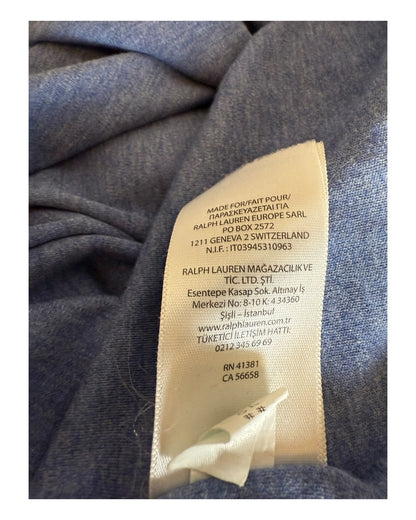 MADE FOR/FAIT POUR/
ΠΑΡΑΣΚΕΥΑΖΕΤΑΙ ΓΙΑ
RALPH LAUREN EUROPE SARL
PO BOX 2572
1211 GENEVA 2 SWITZERLAND
N.I.F. : IT03945310963
RALPH LAUREN MAĞAZACILIK VE
TİC. LTD. ŞTİ.
Esentepe Kasap Sok. Altınay İş
Merkezi No: 8-10 K: 4 34360
Şişli – İstanbul
www.ralphlauren.com.tr
TÜKETİCİ İLETİŞİM HATTI:
0212 345 69 69
RN 41381
CA 56658